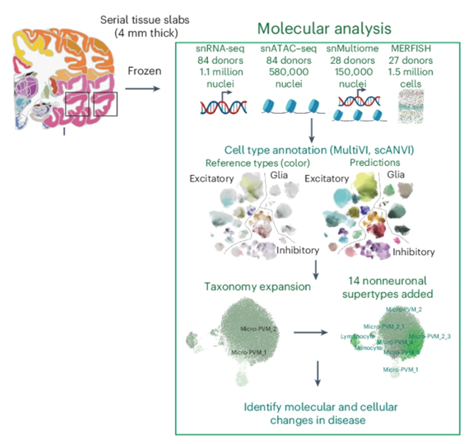 Serial tissue slabs
(4 mm thick)
Frozen
Molecular analysis
snRNA-seq
84 donors
1.1 million
nuclei
snATAC–seq
84 donors
580,000
nuclei
snMultiome
28 donors
150,000
nuclei
MERFISH
27 donors
1.5 million
cells
Cell type annotation (MultiVI, scANVI)
Reference types (color)
Predictions
Excitatory
Glia
Inhibitory
Excitatory
Glia
Inhibitory
Taxonomy expansion
14 nonneuronal
supertypes added
Micro-PVM_2
Micro-PVM_1
Micro-PVM_2
Micro-PVM_2_1
Lymphocyte
Micro-PVM_2_3
Monocyte
Micro-PVM_1
Identify molecular and cellular
changes in disease